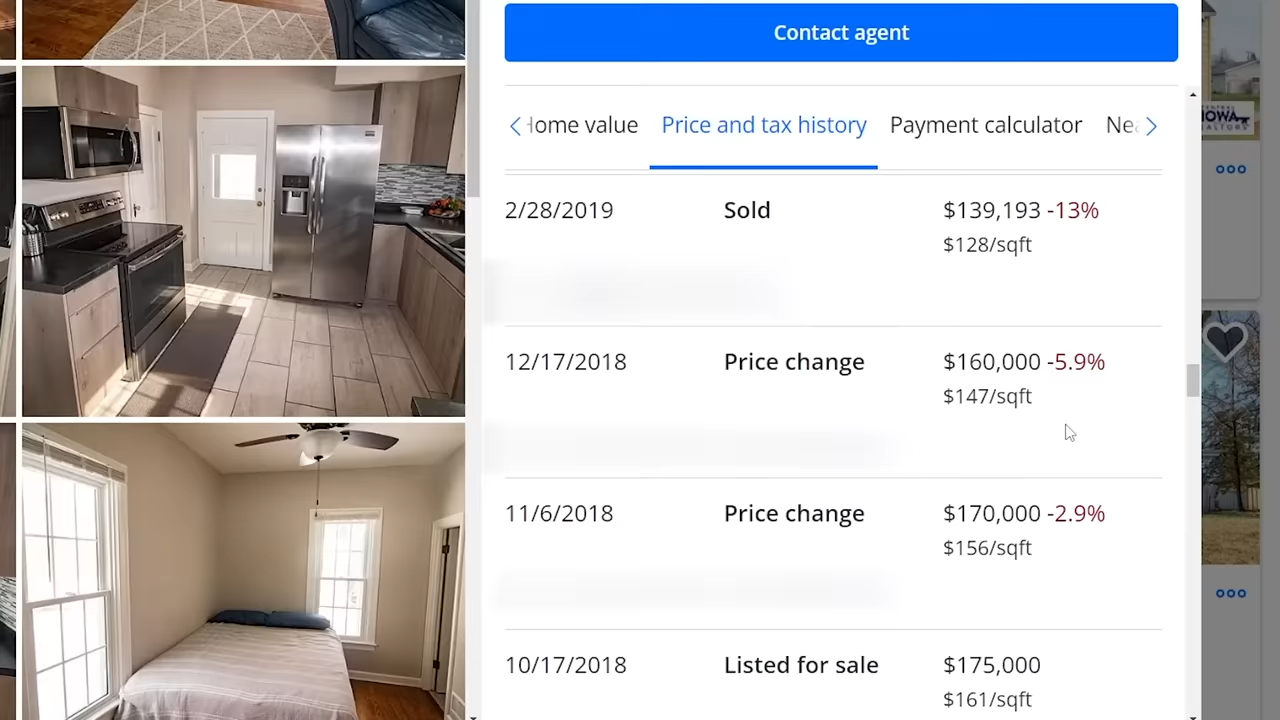 Contact agent
Home value Price and tax history Payment calculator
2/28/2019 Sold $139,193 -13%
$128/sqft
12/17/2018 Price change $160,000 -5.9%
$147/sqft
11/6/2018 Price change $170,000 -2.9%
$156/sqft
10/17/2018 Listed for sale $175,000
$161/sqft
IOWA
REALTORS